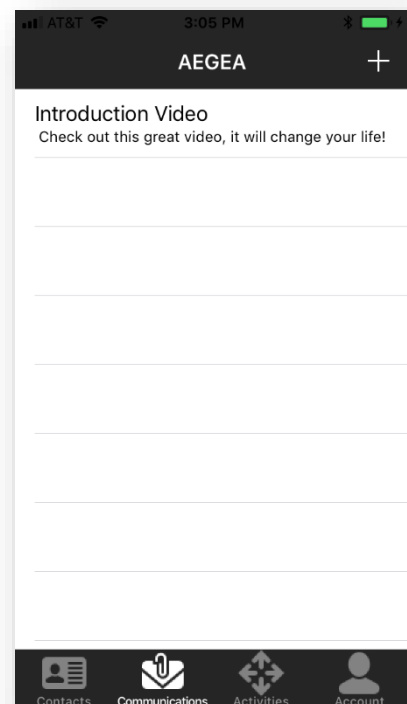 AT&T 3:05 PM
AEGEA +
Introduction Video
Check out this great video, it will change your life!
Contacts Communications Activities Account